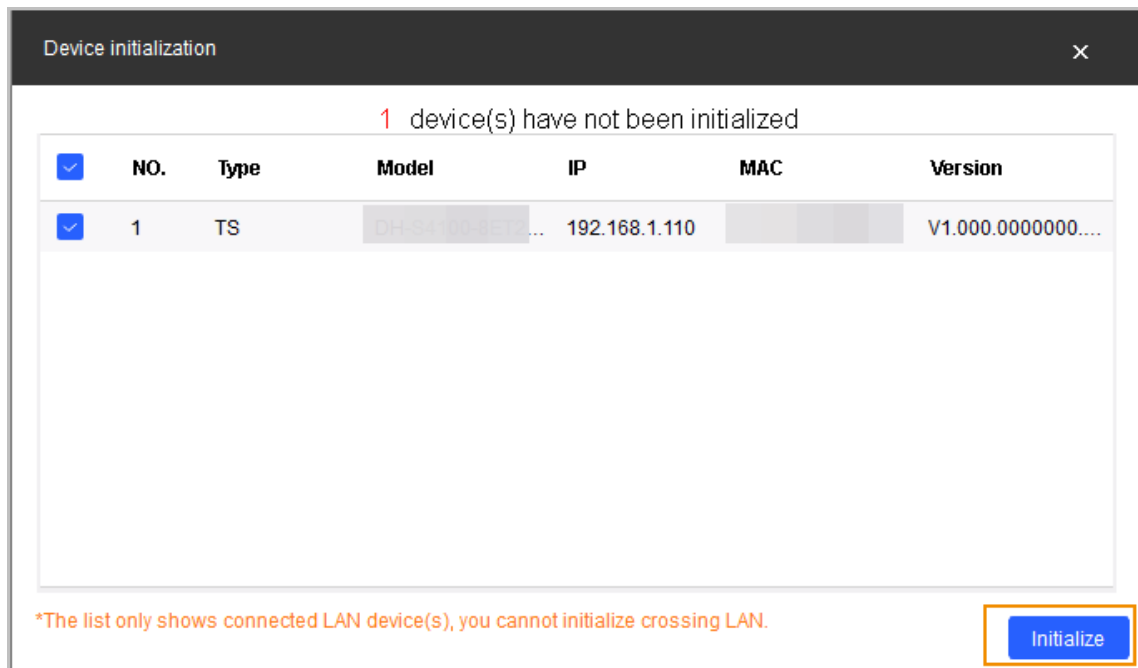 Device initialization
1 device(s) have not been initialized
NO. Type Model IP MAC Version
1 TS ... 192.168.1.110 V1.000.0000000....
*The list only shows connected LAN device(s), you cannot initialize crossing LAN.
Initialize